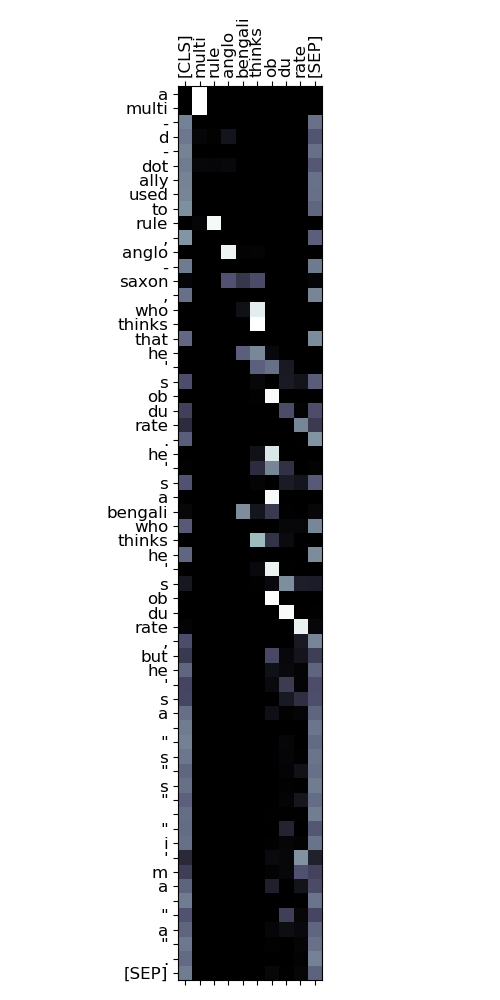 [CLS]
multi
rule
anglo
bengali
thinks
ob
du
rate
[SEP]
a
multi
-
d
-
dot
ally
used
to
rule
,
anglo
-
saxon
,
who
thinks
that
he
'
s
ob
du
rate
.
he
'
s
a
bengali
who
thinks
he
'
s
ob
du
rate
,
but
he
'
s
a
"
s
"
s
"
"
i
'
m
a
"
a
"
.
[SEP]